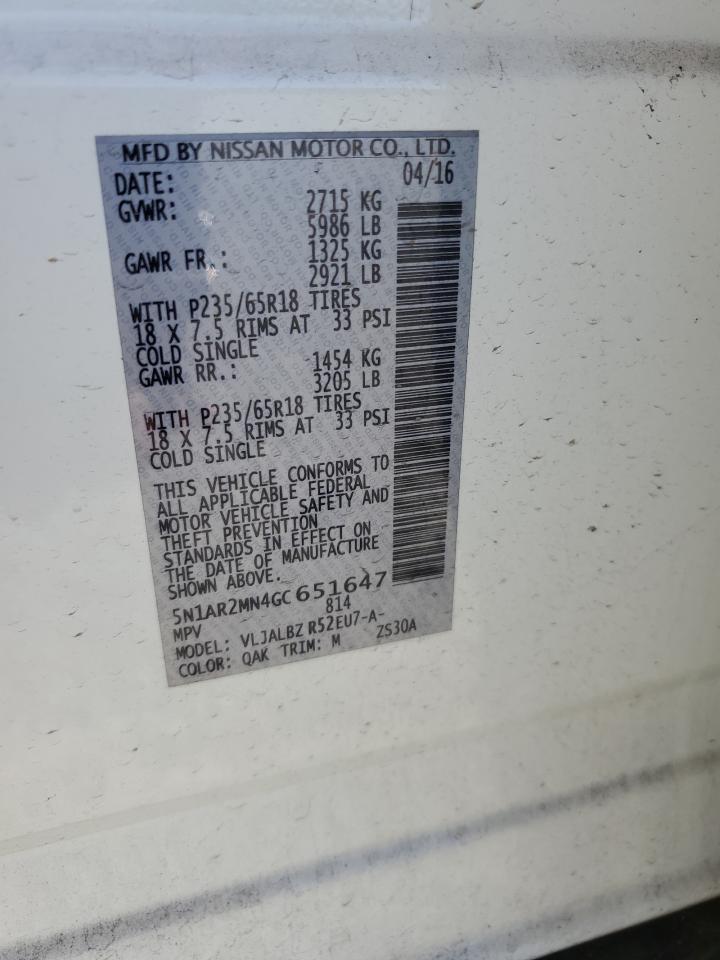 MFD BY NISSAN MOTOR CO., LTD.
DATE: 04/16
GVWR: 2715 KG
5986 LB
GAWR FR.: 1325 KG
2921 LB
WITH P235/65R18 TIRES
18 X 7.5 RIMS AT 33 PSI
COLD SINGLE
GAWR RR.: 1454 KG
3205 LB
WITH P235/65R18 TIRES
18 X 7.5 RIMS AT 33 PSI
COLD SINGLE
THIS VEHICLE CONFORMS TO
ALL APPLICABLE FEDERAL
MOTOR VEHICLE SAFETY AND
THEFT PREVENTION
STANDARDS IN EFFECT ON
THE DATE OF MANUFACTURE
SHOWN ABOVE.
5N1AR2MN4GC651647
MPV 814
MODEL: VLJALBZ R52EU7-A-
COLOR: QAK TRIM: M ZS30A